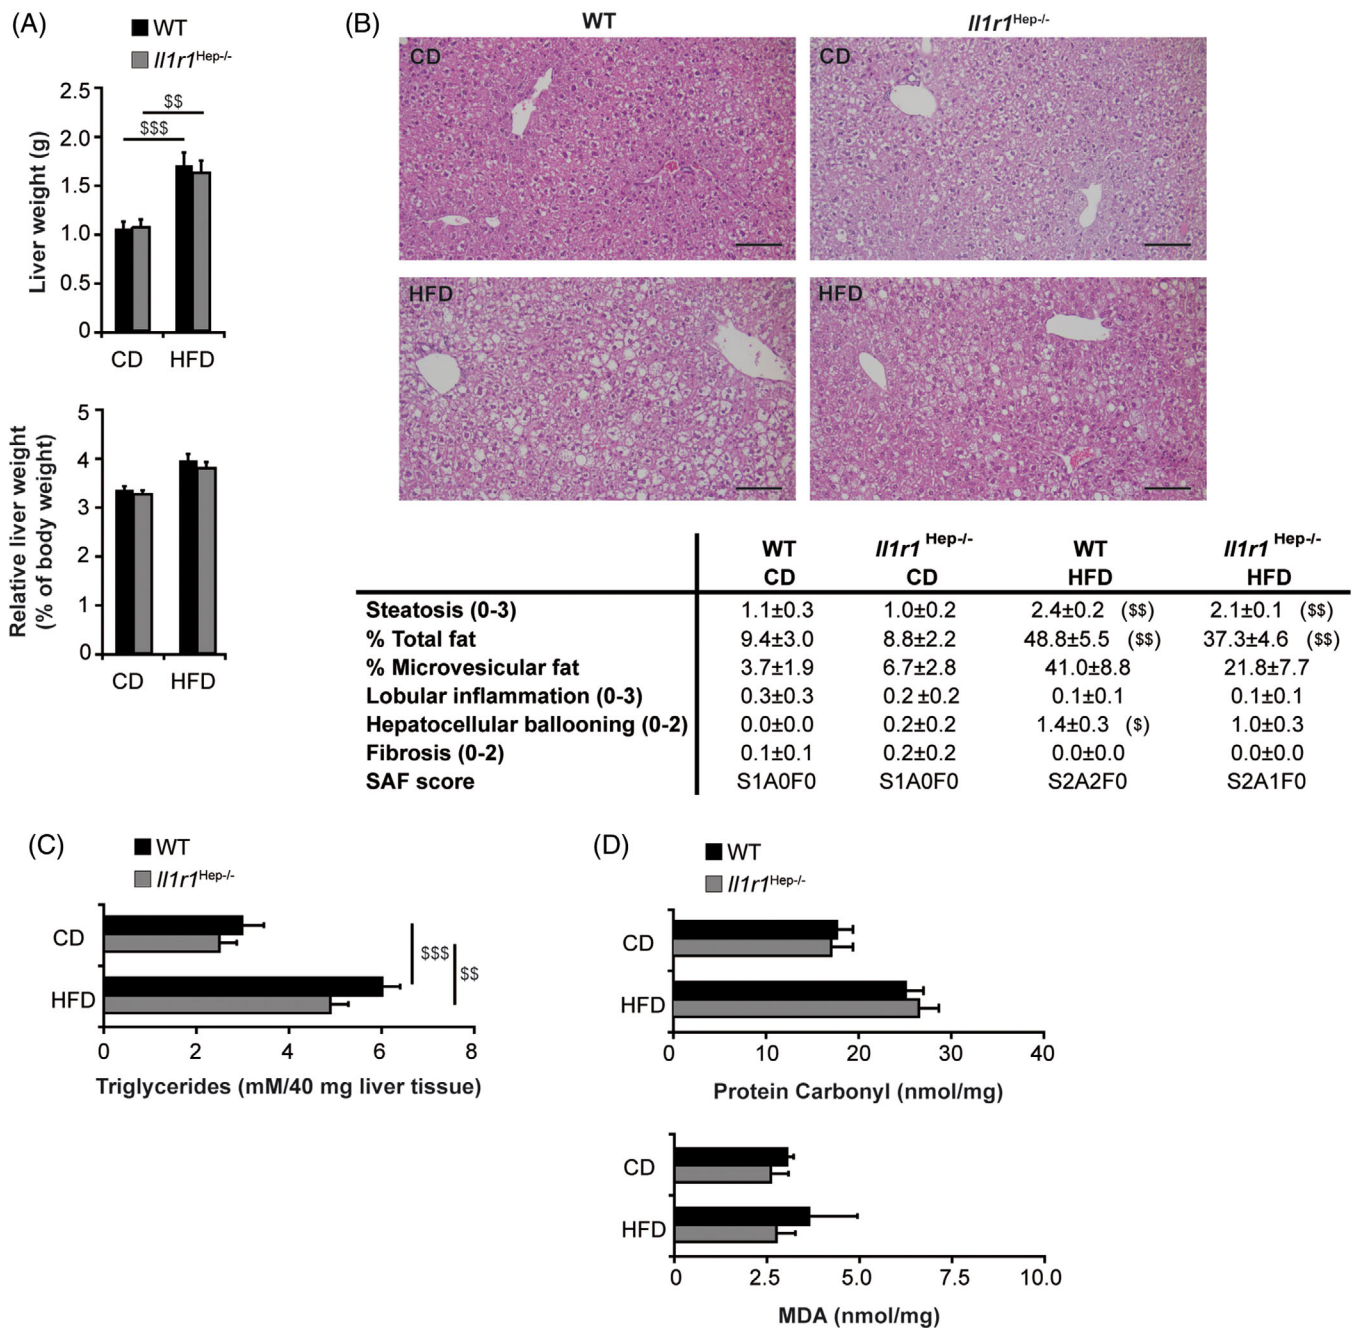 (A)
WT
Il1r1Hep-/-
Liver weight (g)
2.5
2.0
1.5
1.0
0.5
0
$$
$$$
CD HFD
Relative liver weight
(% of body weight)
5
4
3
2
1
0
CD HFD
(B)
WT Il1r1Hep-/-
CD CD
HFD HFD
WT Il1r1 Hep-/- WT Il1r1 Hep-/-
CD CD HFD HFD
Steatosis (0-3) 1.1±0.3 1.0±0.2 2.4±0.2 ($$) 2.1±0.1 ($$)
% Total fat 9.4±3.0 8.8±2.2 48.8±5.5 ($$) 37.3±4.6 ($$)
% Microvesicular fat 3.7±1.9 6.7±2.8 41.0±8.8 21.8±7.7
Lobular inflammation (0-3) 0.3±0.3 0.2 ±0.2 0.1±0.1 0.1±0.1
Hepatocellular ballooning (0-2) 0.0±0.0 0.2±0.2 1.4±0.3 ($) 1.0±0.3
Fibrosis (0-2) 0.1±0.1 0.2±0.2 0.0±0.0 0.0±0.0
SAF score S1A0F0 S1A0F0 S2A2F0 S2A1F0
(C)
WT
Il1r1Hep-/-
CD
HFD
$$$
$$
0 2 4 6 8
Triglycerides (mM/40 mg liver tissue)
(D)
WT
Il1r1Hep-/-
CD
HFD
0 10 20 30 40
Protein Carbonyl (nmol/mg)
CD
HFD
0 2.5 5.0 7.5 10.0
MDA (nmol/mg)